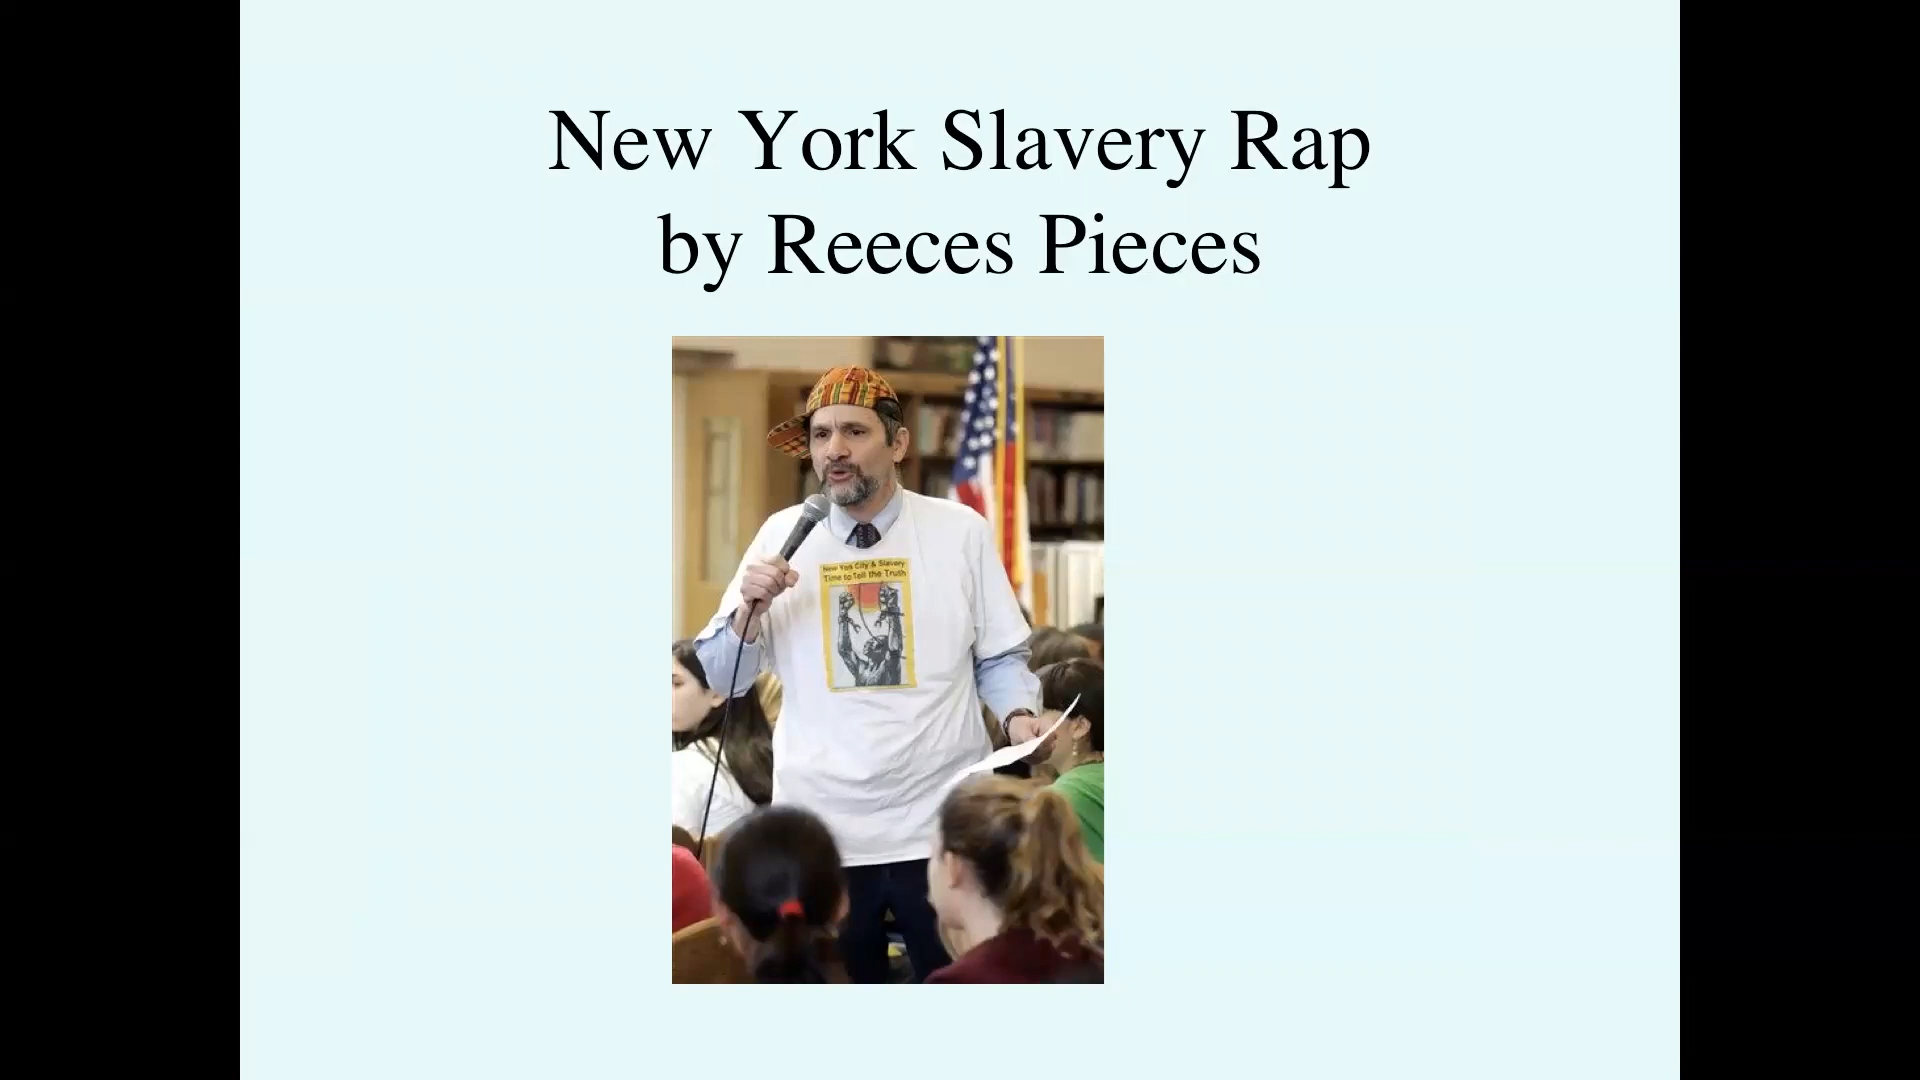 New York Slavery Rap
by Reeces Pieces
New York City & Slavery
Time to Tell the Truth